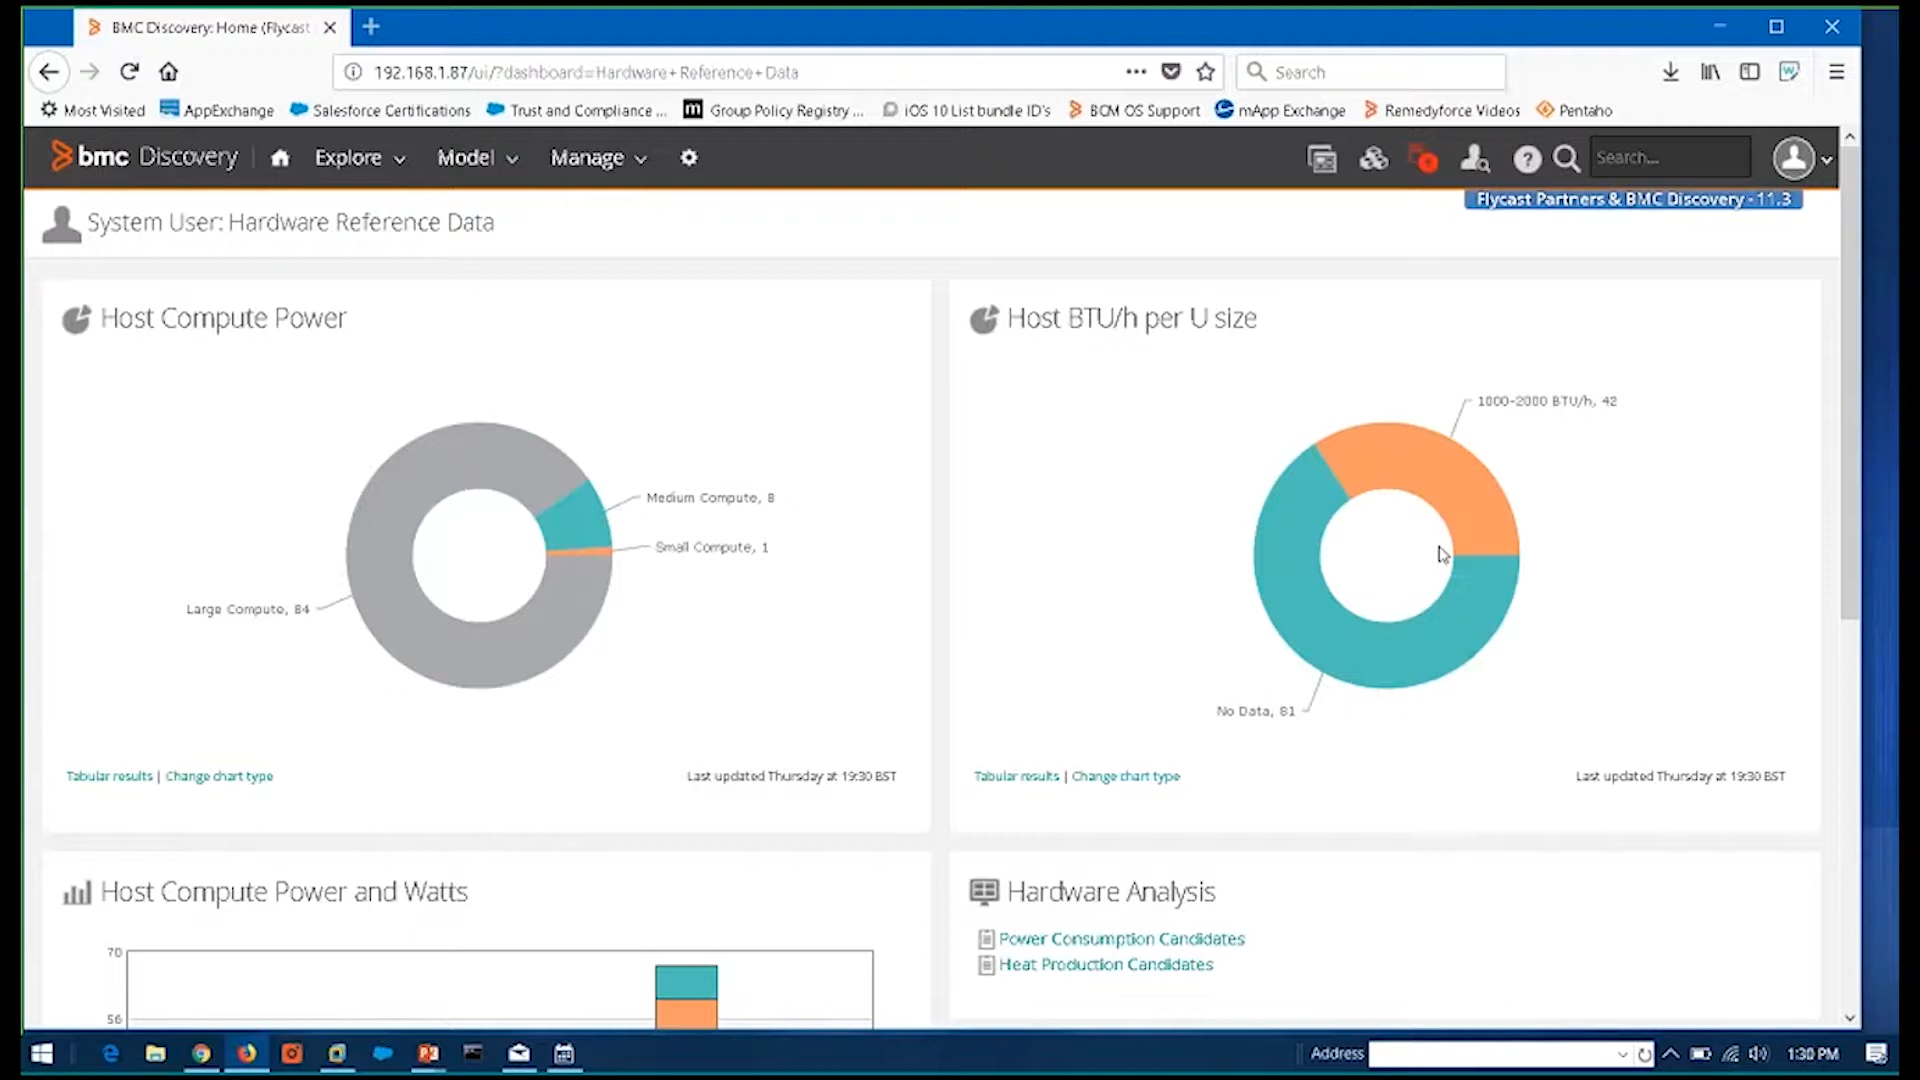 BMC Discovery: Home (Flycast
192.168.1.87/ui/?dashboard=Hardware+Reference+Data
Search
Most Visited
AppExchange
Salesforce Certifications
Trust and Compliance ...
Group Policy Registry ...
iOS 10 List bundle ID's
BCM OS Support
mApp Exchange
Remedyforce Videos
Pentaho
bmc Discovery
Explore
Model
Manage
Search...
Flycast Partners & BMC Discovery - 11.3
System User: Hardware Reference Data
Host Compute Power
Medium Compute, 8
Small Compute, 1
Large Compute, 84
Tabular results | Change chart type
Last updated Thursday at 19:30 BST
Host BTU/h per U size
1000-2000 BTU/h, 42
No Data, 81
Tabular results | Change chart type
Last updated Thursday at 19:30 BST
Host Compute Power and Watts
70
56
Hardware Analysis
Power Consumption Candidates
Heat Production Candidates
Address
1:30 PM